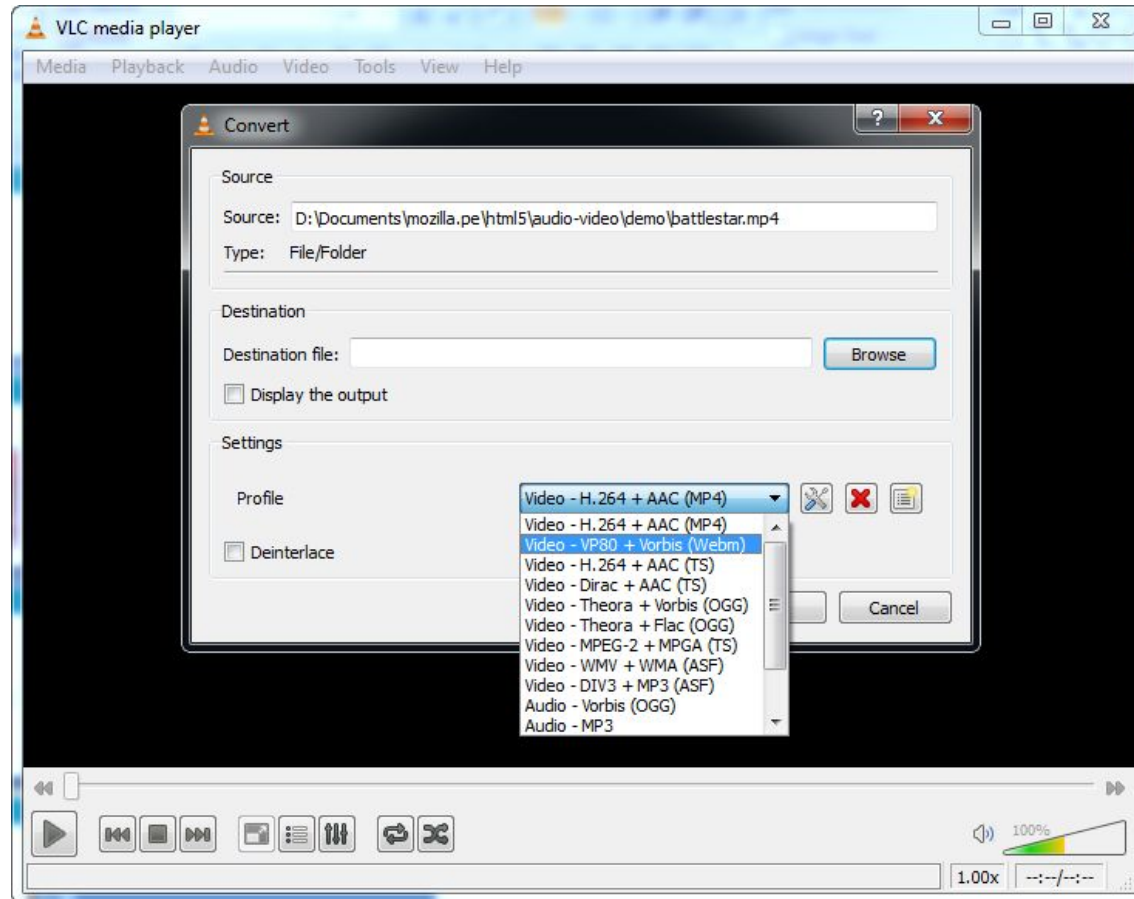 VLC media player
Media Playback Audio Video Tools View Help
Convert
?
Source
Source: D:\Documents\mozilla.pe\html5\audio-video\demo\battlestar.mp4
Type: File/Folder
Destination
Destination file: Browse
Display the output
Settings
Profile Video - H.264 + AAC (MP4)
Video - H.264 + AAC (MP4)
Video - VP80 + Vorbis (Webm)
Deinterlace
Video - H.264 + AAC (TS)
Video - Dirac + AAC (TS)
Video - Theora + Vorbis (OGG)
Cancel
Video - Theora + Flac (OGG)
Video - MPEG-2 + MPGA (TS)
Video - WMV + WMA (ASF)
Video - DIV3 + MP3 (ASF)
Audio - Vorbis (OGG)
Audio - MP3
100%
1.00x --:--/--:--